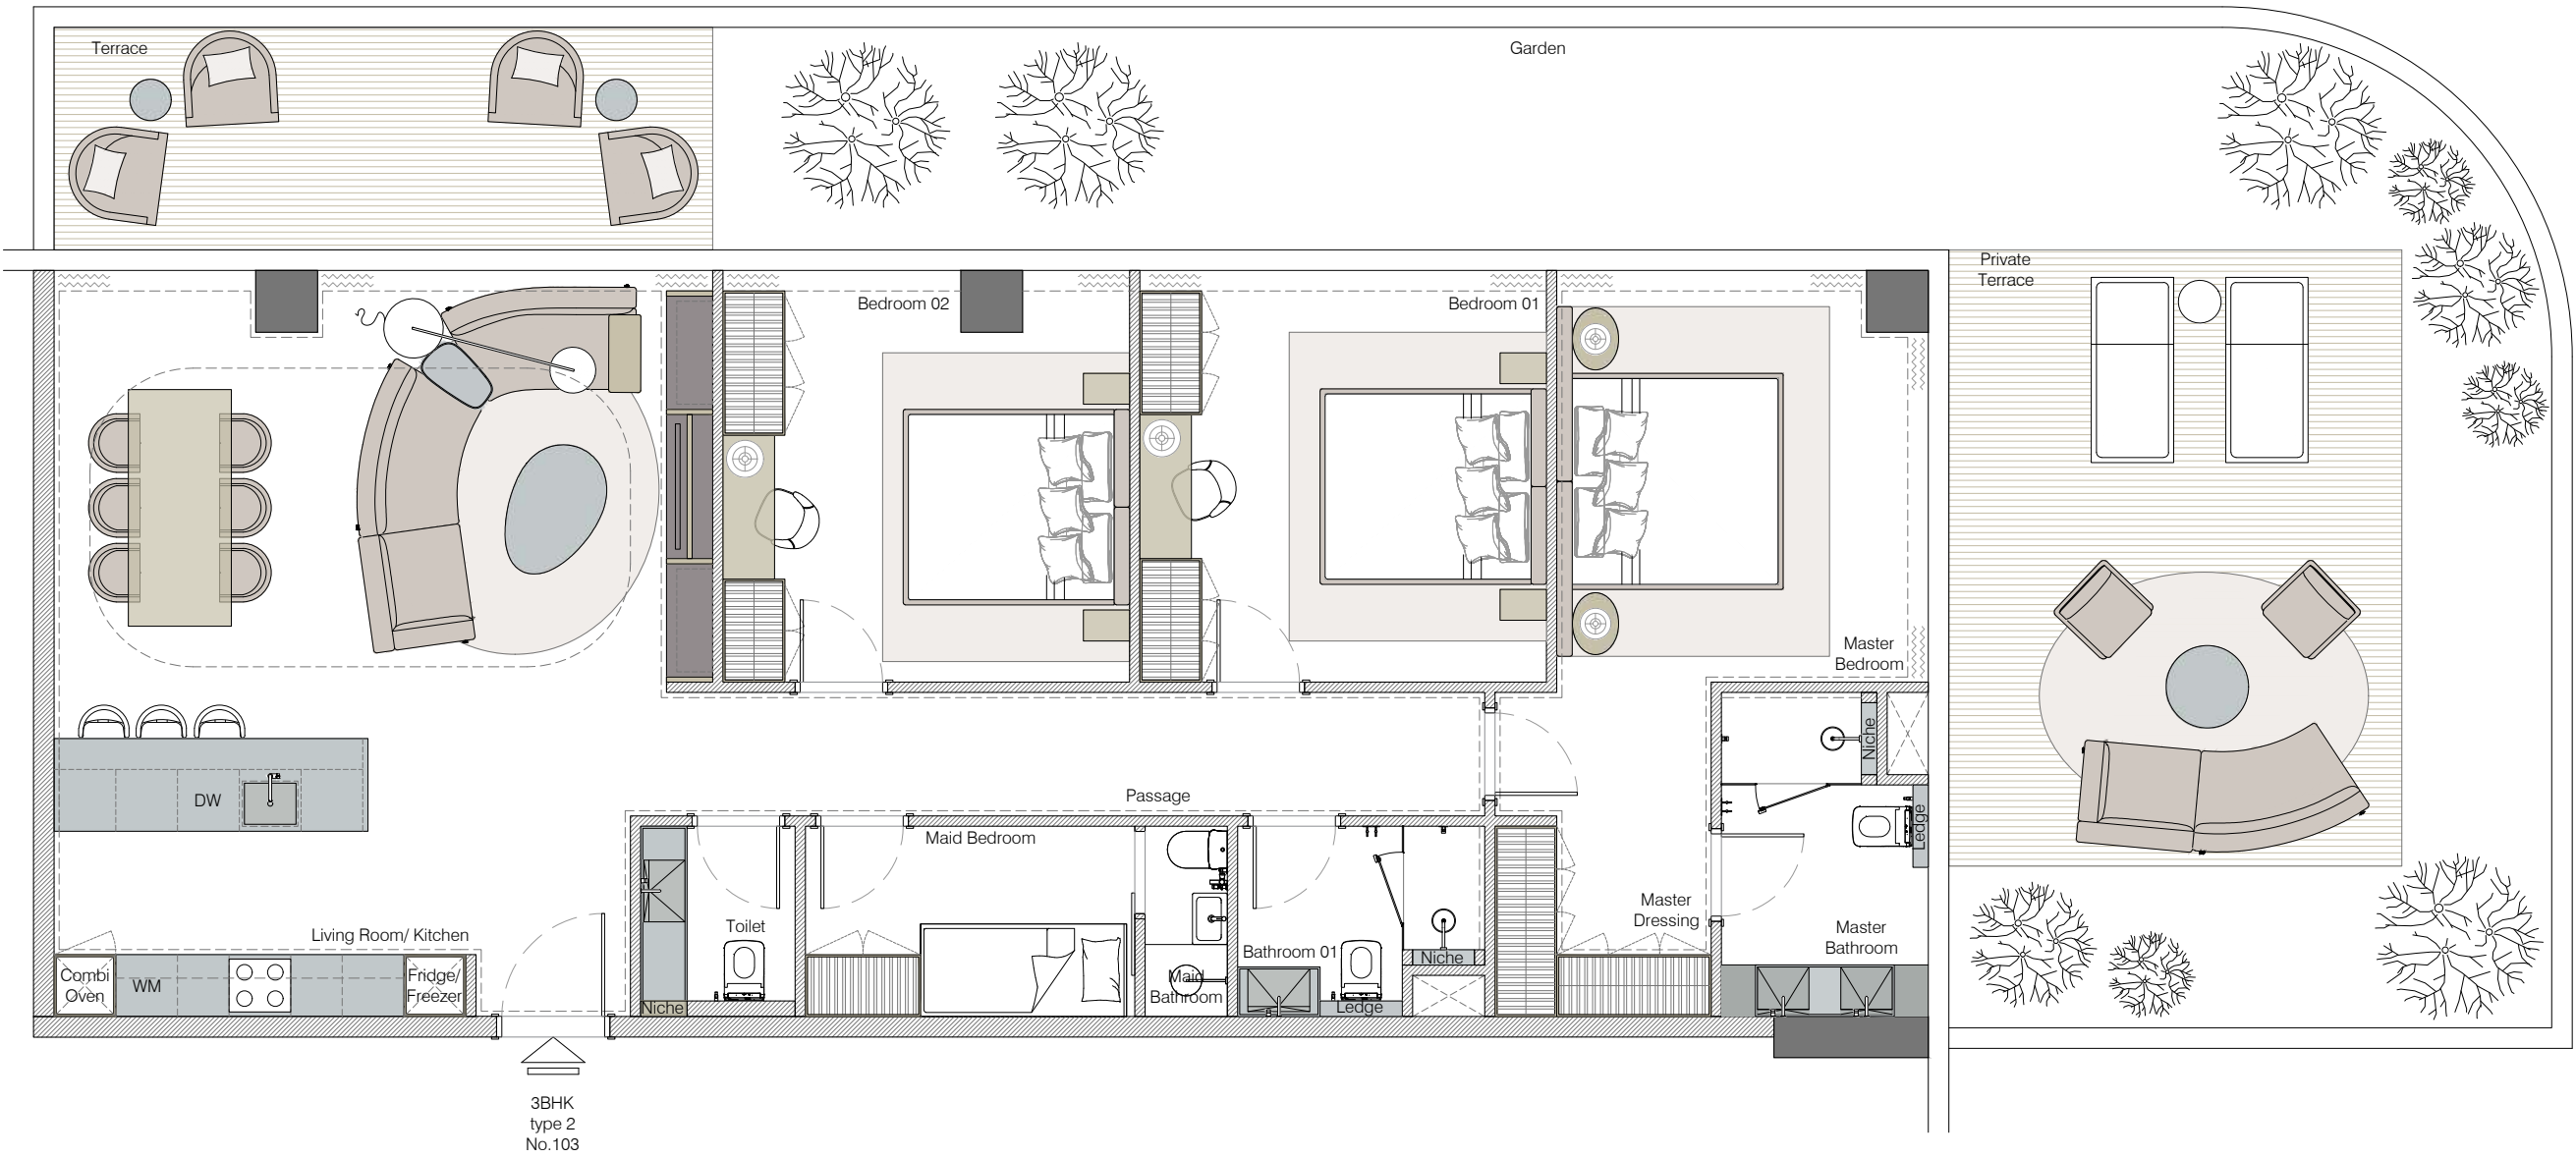 Terrace
Garden
Private
Terrace
Bedroom 02
Bedroom 01
Master
Bedroom
Niche
DW
Passage
Ledge
Maid Bedroom
Master
Dressing
Toilet
Master
Bathroom
Living Room/ Kitchen
Bathroom 01
Niche
Combi
Oven
WM
Fridge/
Freezer
Maid
Bathroom
Niche
Ledge
3BHK
type 2
No.103